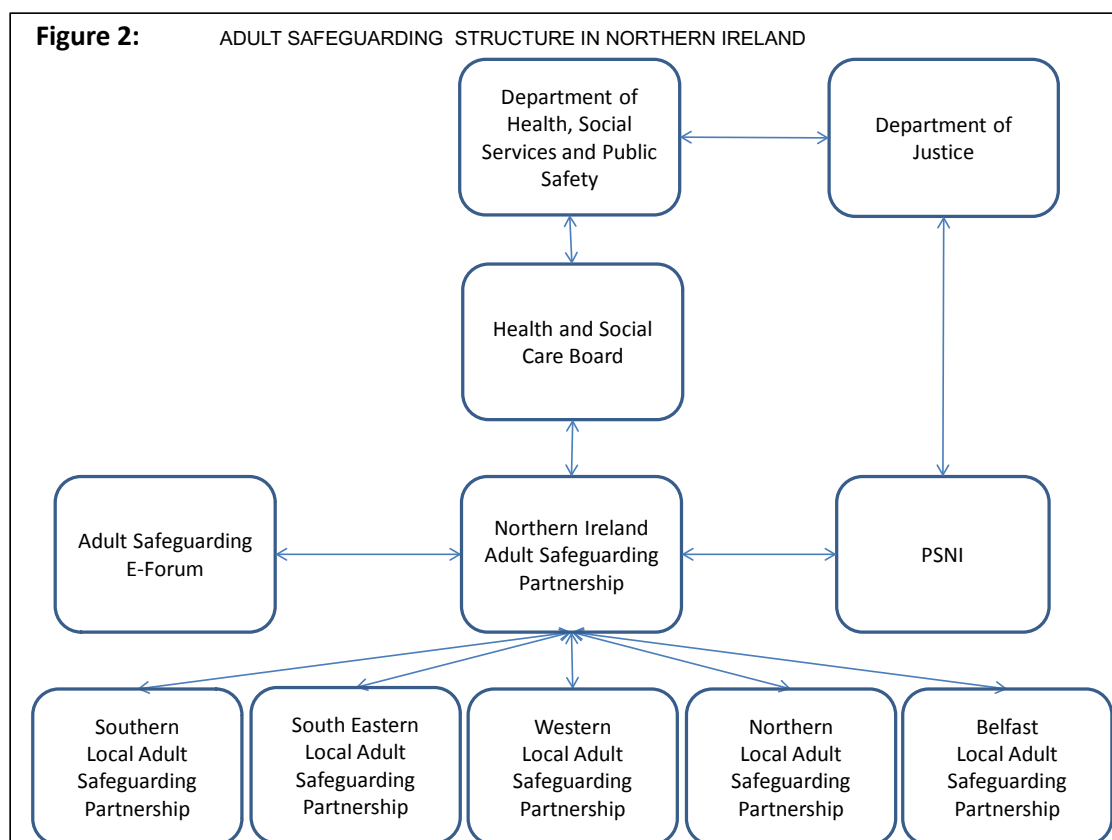 Figure 2: ADULT SAFEGUARDING STRUCTURE IN NORTHERN IRELAND
Department of
Health, Social
Services and Public
Safety
Department of
Justice
Health and Social
Care Board
Adult Safeguarding
E-Forum
Northern Ireland
Adult Safeguarding
Partnership
PSNI
Southern
Local Adult
Safeguarding
Partnership
South Eastern
Local Adult
Safeguarding
Partnership
Western
Local Adult
Safeguarding
Partnership
Northern
Local Adult
Safeguarding
Partnership
Belfast
Local Adult
Safeguarding
Partnership